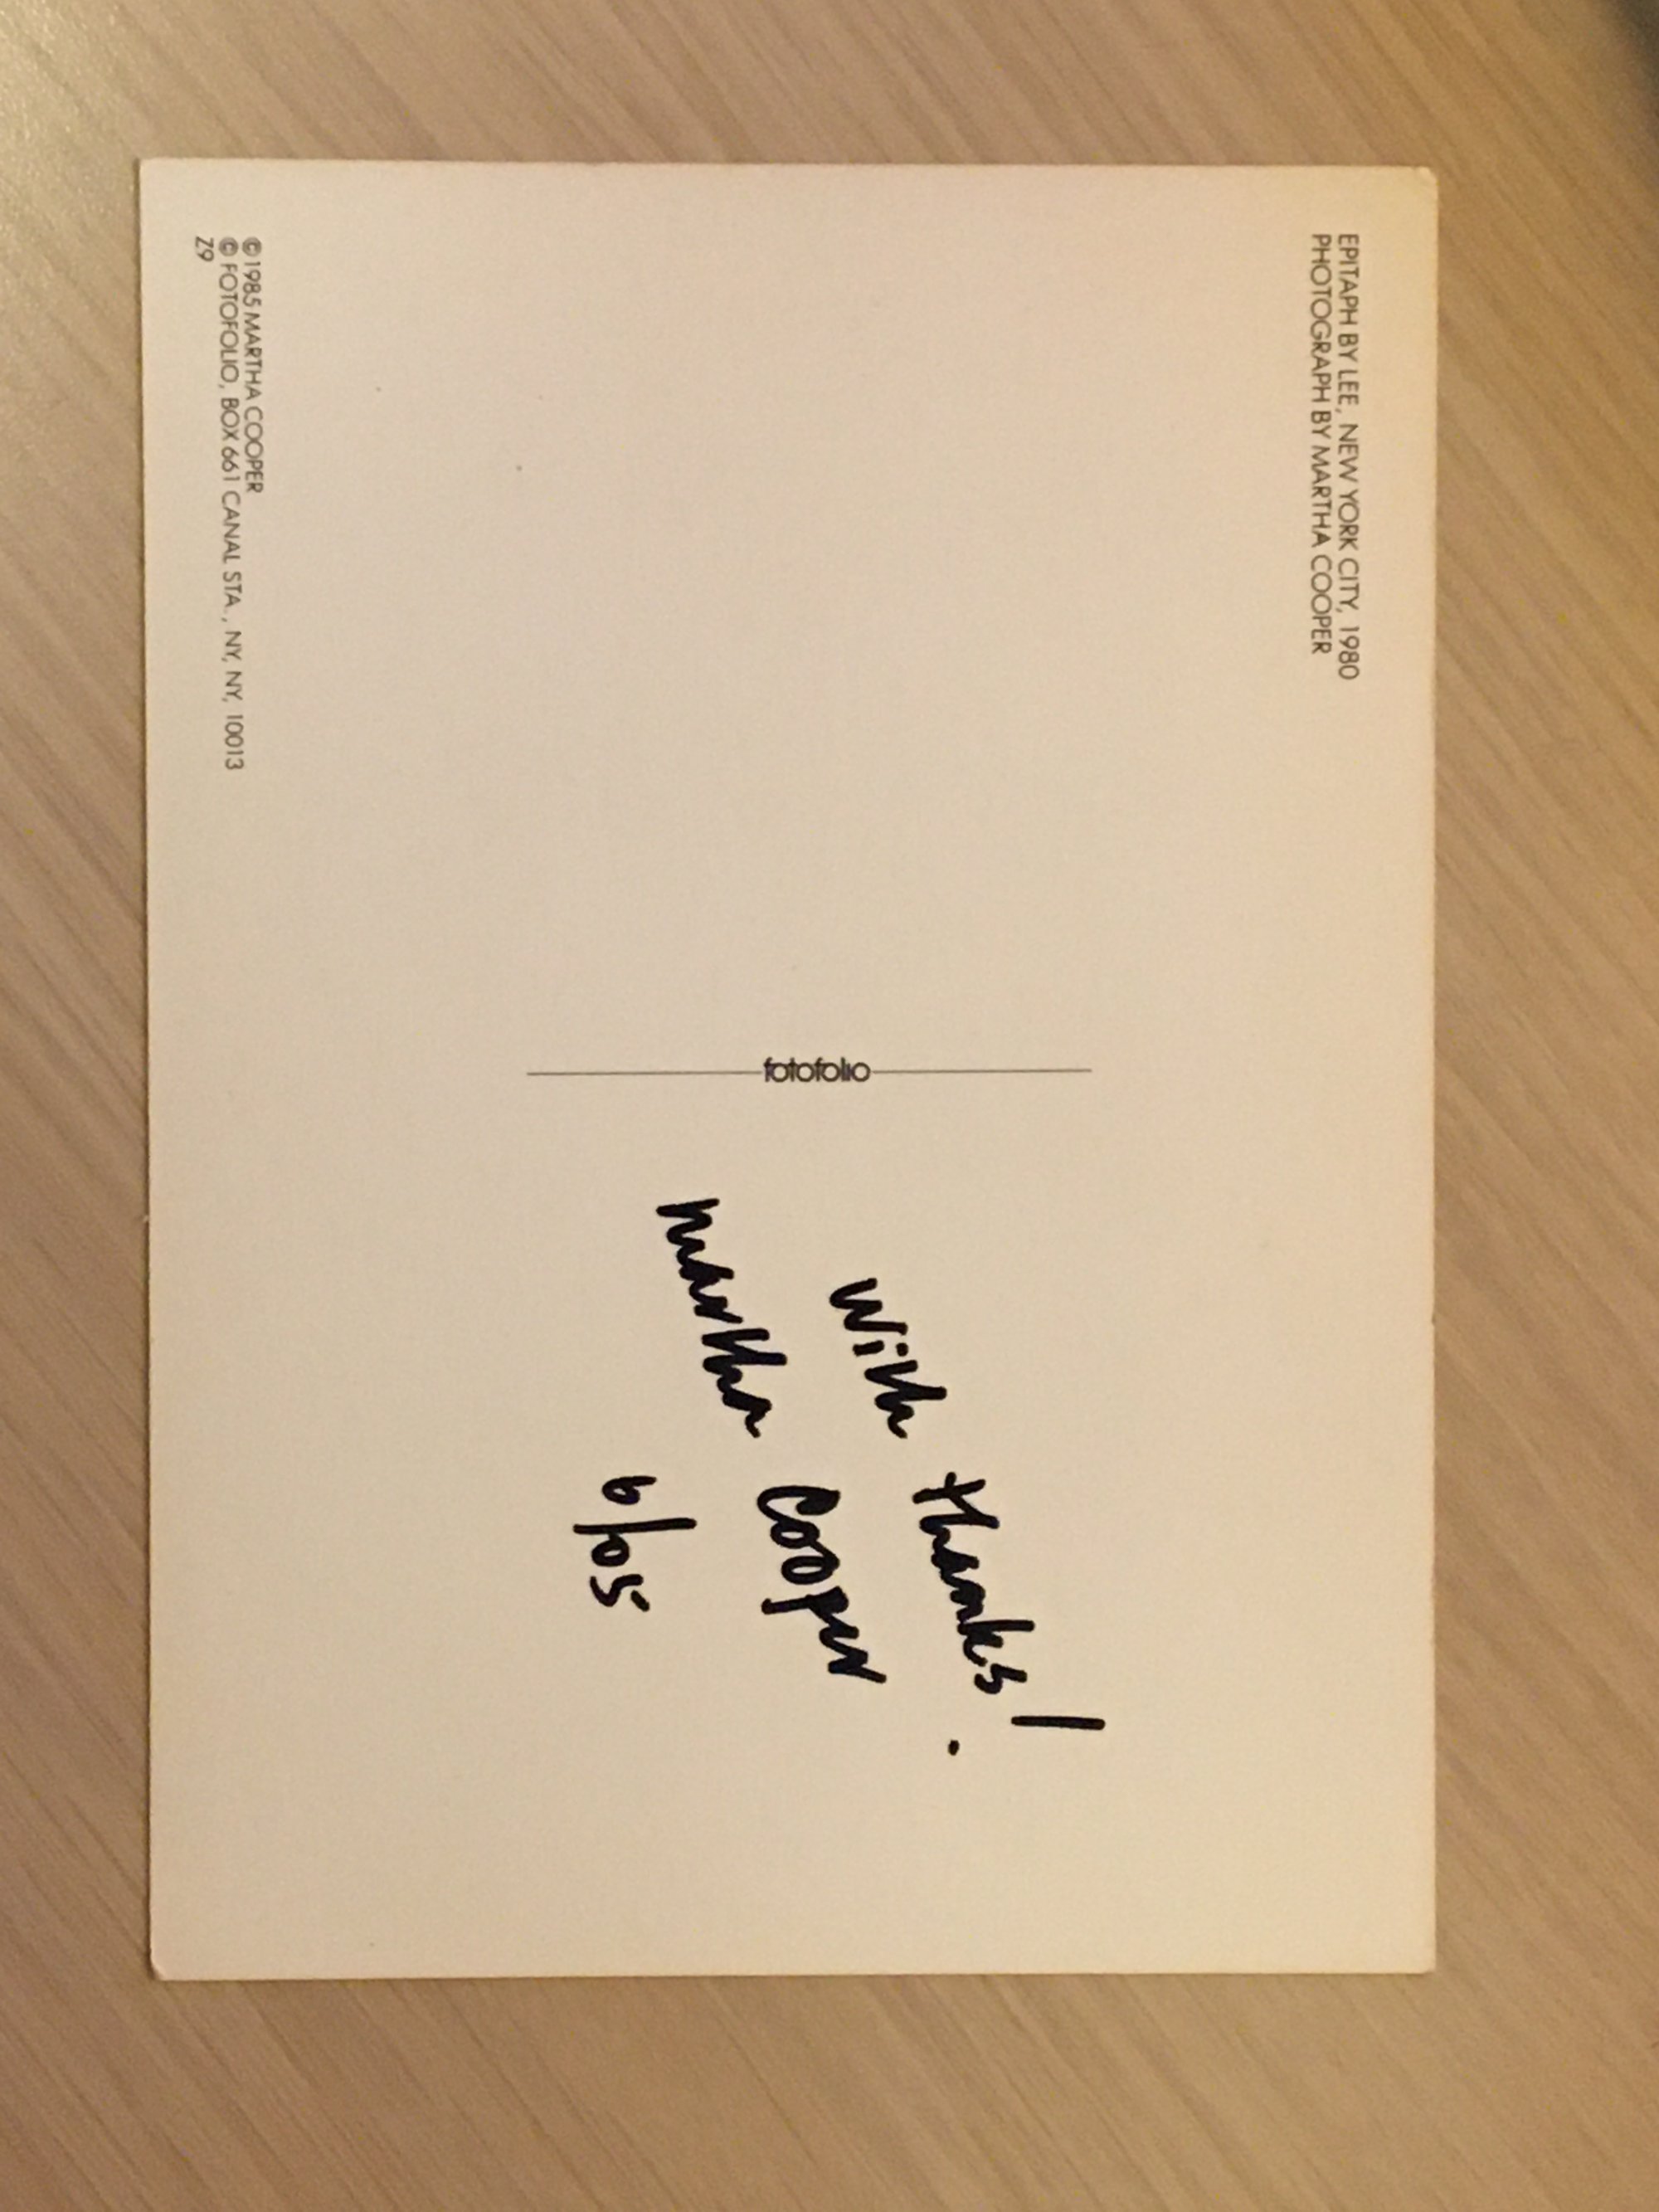 EPITAPH BY LEE, NEW YORK CITY, 1980
PHOTOGRAPH BY MARTHA COOPER
fotofolio
With thanks!
Martha Cooper
6/05
© 1985 MARTHA COOPER
© FOTOFOLIO, BOX 661 CANAL STA., NY, NY, 10013
Z9